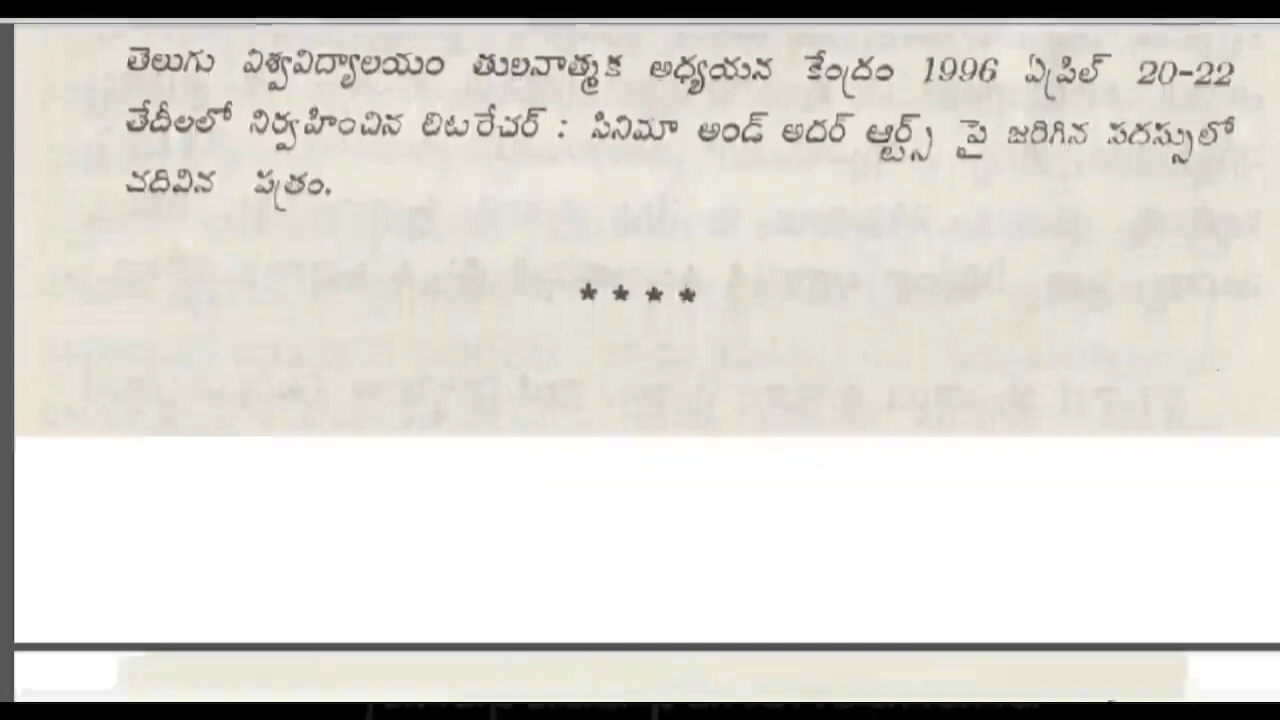 తెలుగు విశ్వవిద్యాలయం తులనాత్మక అధ్యయన కేంద్రం 1996 ఏప్రిల్ 20-22
తేదీలలో నిర్వహించిన లిటరేచర్ : సినిమా అండ్ అదర్ ఆర్ట్స్ పై జరిగిన సదస్సులో
చదివిన పత్రం.
****